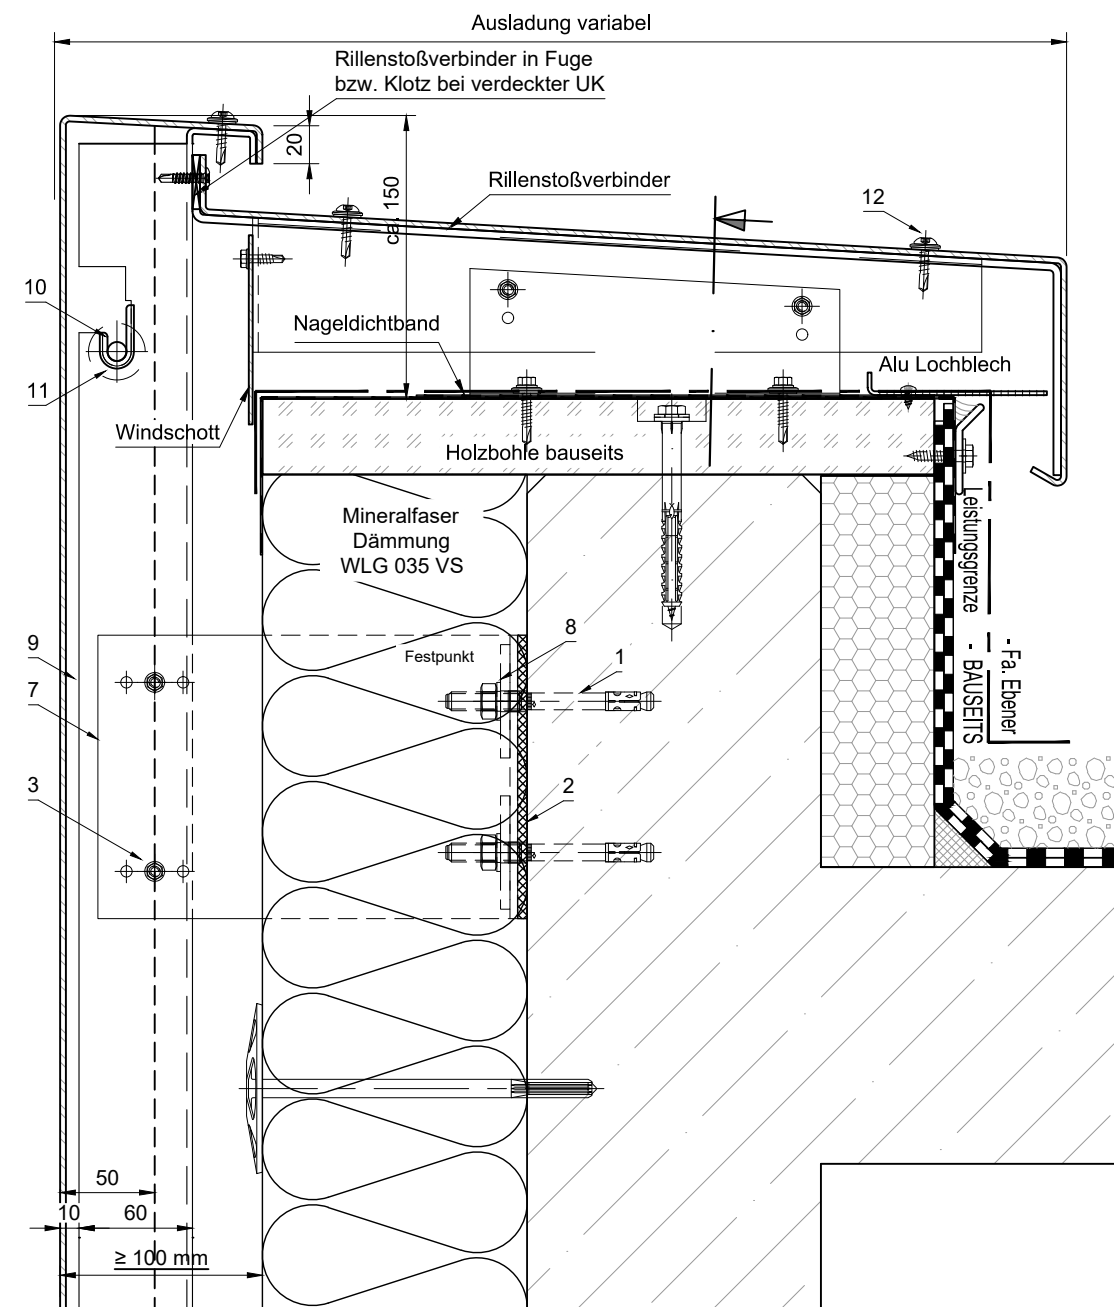 Ausladung variabel
Rillenstoßverbinder in Fuge
bzw. Klotz bei verdeckter UK
20
ca. 150
Rillenstoßverbinder
12
10
Nageldichtband
Alu Lochblech
11
Windschott
Holzbohle bauseits
Mineralfaser
Dämmung
WLG 035 VS
Leistungsgrenze
- Fa. Ebener
- BAUSEITS
9
8
Festpunkt
1
7
3
2
50
10
60
≥ 100 mm